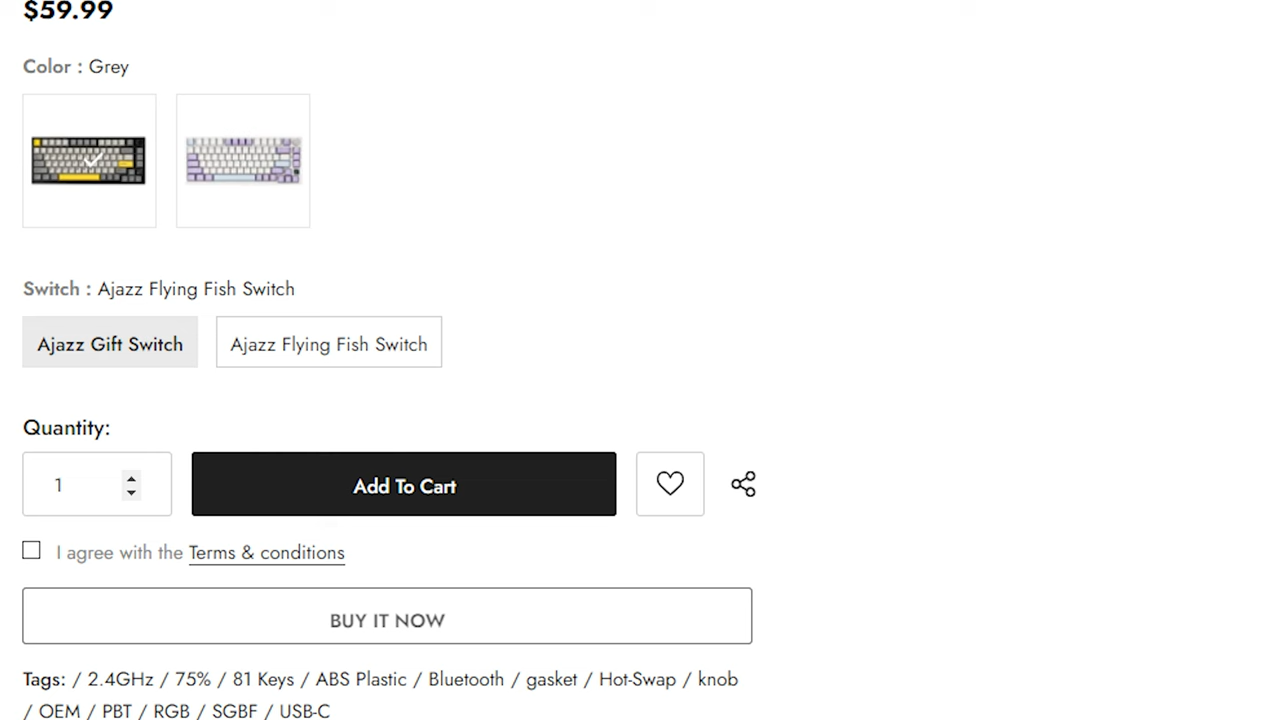 $59.99
Color : Grey
Switch : Ajazz Flying Fish Switch
Ajazz Gift Switch Ajazz Flying Fish Switch
Quantity:
1 Add To Cart
I agree with the Terms & conditions
BUY IT NOW
Tags: / 2.4GHz / 75% / 81 Keys / ABS Plastic / Bluetooth / gasket / Hot-Swap / knob
/ OEM / PBT / RGB / SGBF / USB-C